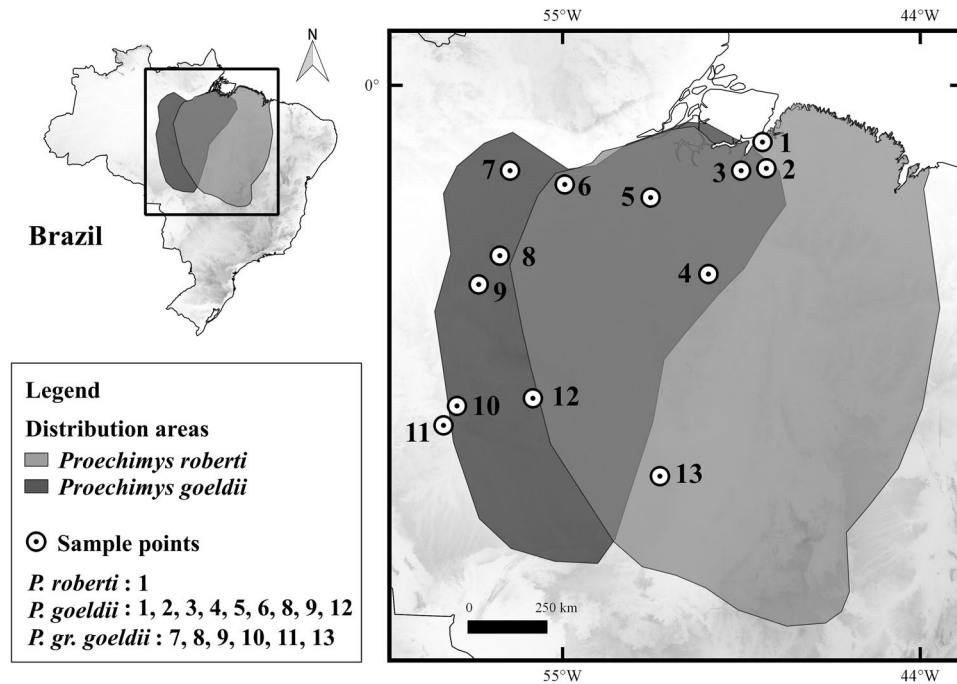 55°W 44°W
N
0°
1
2
3
7
6
5
8
4
9
Brazil
12
10
11
13
Legend
Distribution areas
Proechimys roberti
Proechimys goeldii
Sample points
P. roberti : 1
P. goeldii : 1, 2, 3, 4, 5, 6, 8, 9, 12
P. gr. goeldii : 7, 8, 9, 10, 11, 13
0 250 km
55°W 44°W